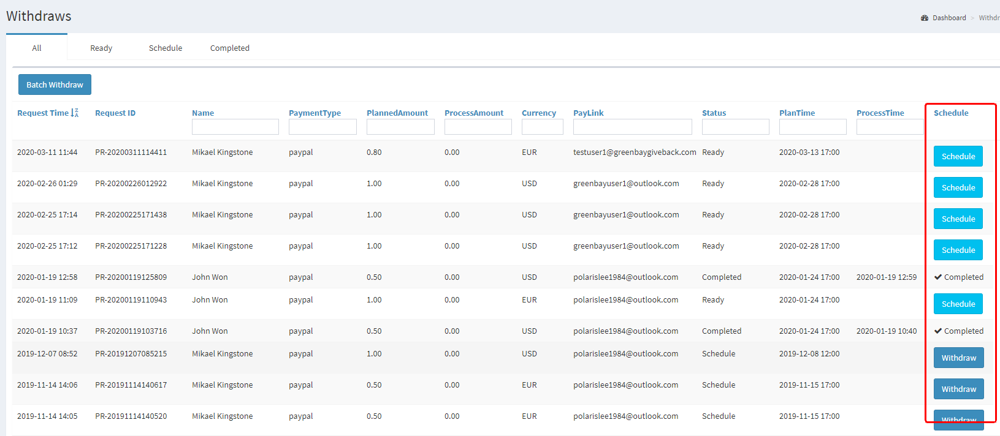 Withdraws
Dashboard > Withdr
All Ready Schedule Completed
Batch Withdraw
Request Time Request ID Name PaymentType PlannedAmount ProcessAmount Currency PayLink Status PlanTime ProcessTime Schedule
2020-03-11 11:44 PR-20200311114411 Mikael Kingstone paypal 0.80 0.00 EUR testuser1@greenbaygiveback.com Ready 2020-03-13 17:00 Schedule
2020-02-26 01:29 PR-20200226012922 Mikael Kingstone paypal 1.00 0.00 USD greenbayuser1@outlook.com Ready 2020-02-28 17:00 Schedule
2020-02-25 17:14 PR-20200225171438 Mikael Kingstone paypal 1.00 0.00 USD greenbayuser1@outlook.com Ready 2020-02-28 17:00 Schedule
2020-02-25 17:12 PR-20200225171228 Mikael Kingstone paypal 1.00 0.00 USD greenbayuser1@outlook.com Ready 2020-02-28 17:00 Schedule
2020-01-19 12:58 PR-20200119125809 John Won paypal 0.50 0.00 USD polarislee1984@outlook.com Completed 2020-01-24 17:00 2020-01-19 12:59 Completed
2020-01-19 11:09 PR-20200119110943 John Won paypal 1.00 0.00 EUR polarislee1984@outlook.com Ready 2020-01-24 17:00 Schedule
2020-01-19 10:37 PR-20200119103716 John Won paypal 0.50 0.00 USD polarislee1984@outlook.com Completed 2020-01-24 17:00 2020-01-19 10:40 Completed
2019-12-07 08:52 PR-20191207085215 Mikael Kingstone paypal 1.00 0.00 USD polarislee1984@outlook.com Schedule 2019-12-08 12:00 Withdraw
2019-11-14 14:06 PR-20191114140617 Mikael Kingstone paypal 0.50 0.00 EUR polarislee1984@outlook.com Schedule 2019-11-15 17:00 Withdraw
2019-11-14 14:05 PR-20191114140520 Mikael Kingstone paypal 0.50 0.00 EUR polarislee1984@outlook.com Schedule 2019-11-15 17:00 Withdraw